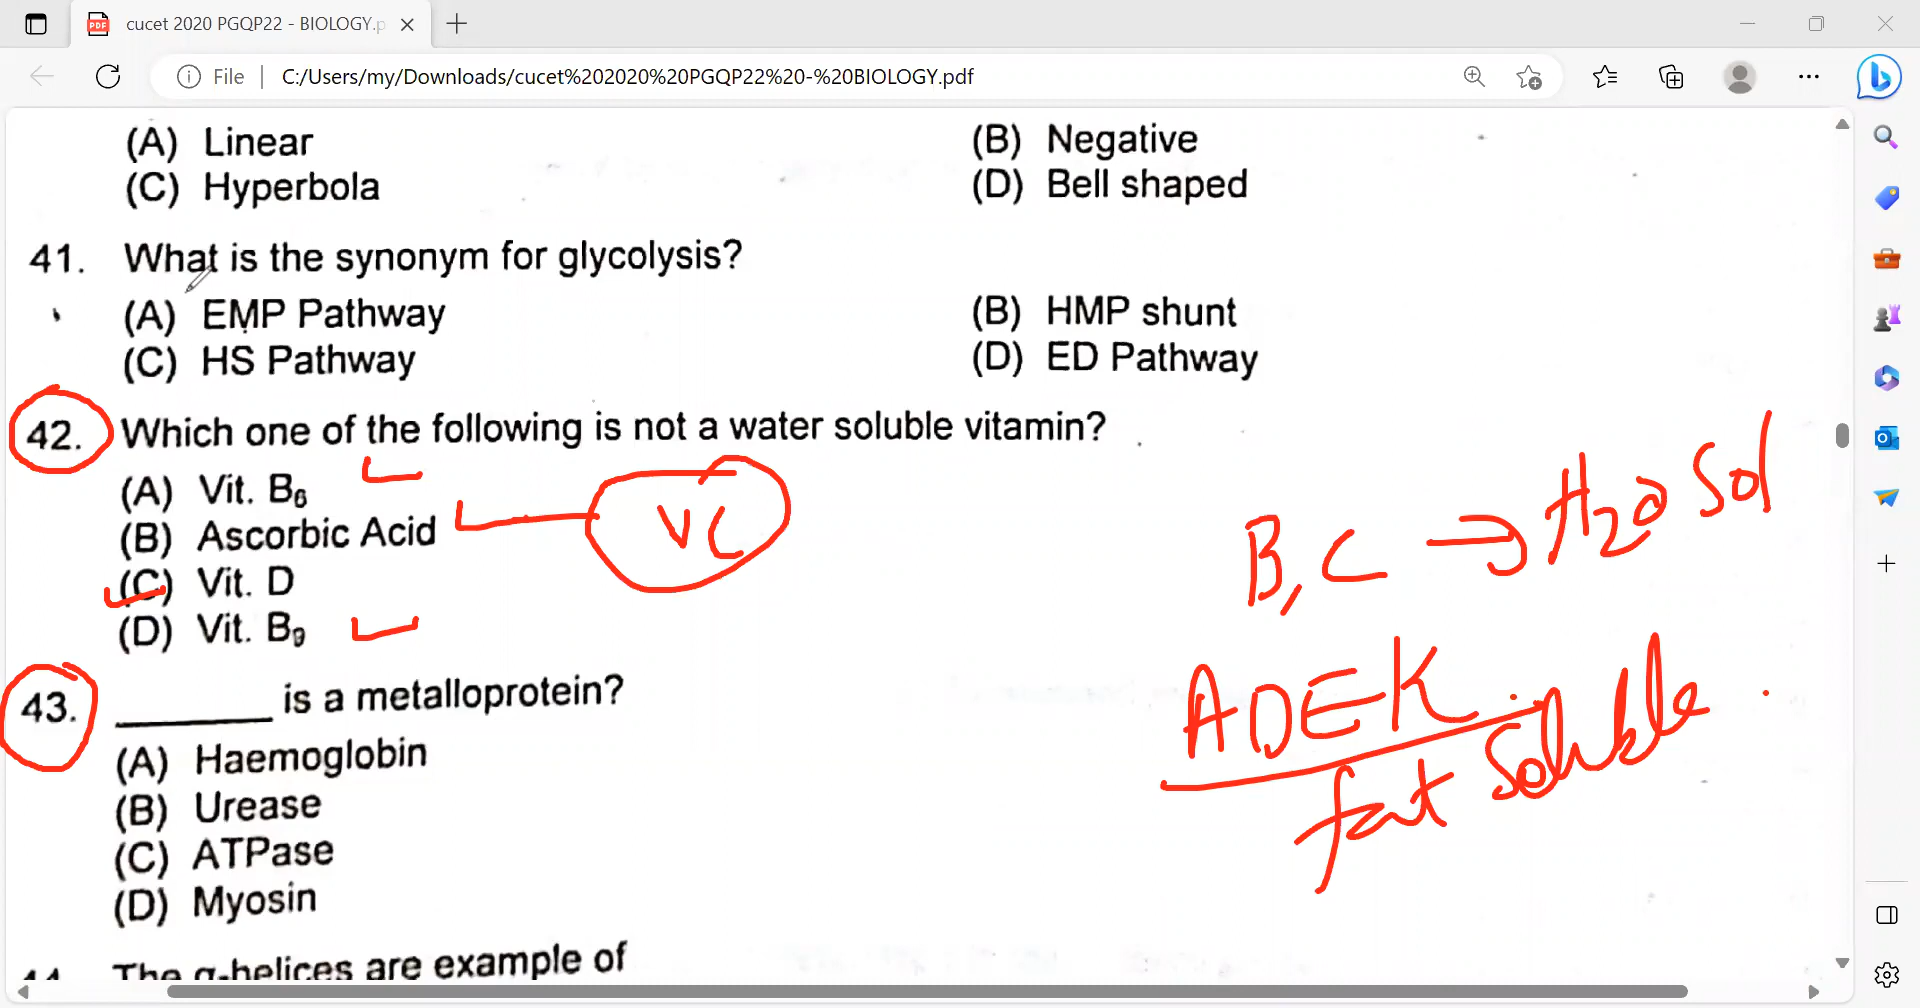 cucet 2020 PGQP22 - BIOLOGY.p
File C:/Users/my/Downloads/cucet%202020%20PGQP22%20-%20BIOLOGY.pdf
(A) Linear (B) Negative
(C) Hyperbola (D) Bell shaped
41. What is the synonym for glycolysis?
(A) EMP Pathway (B) HMP shunt
(C) HS Pathway (D) ED Pathway
42. Which one of the following is not a water soluble vitamin?
(A) Vit. B6
(B) Ascorbic Acid
VC
(C) Vit. D
(D) Vit. B9
B, C → H2O Sol
ADEK
fat soluble
43. ________ is a metalloprotein?
(A) Haemoglobin
(B) Urease
(C) ATPase
(D) Myosin
44. The α-helices are example of